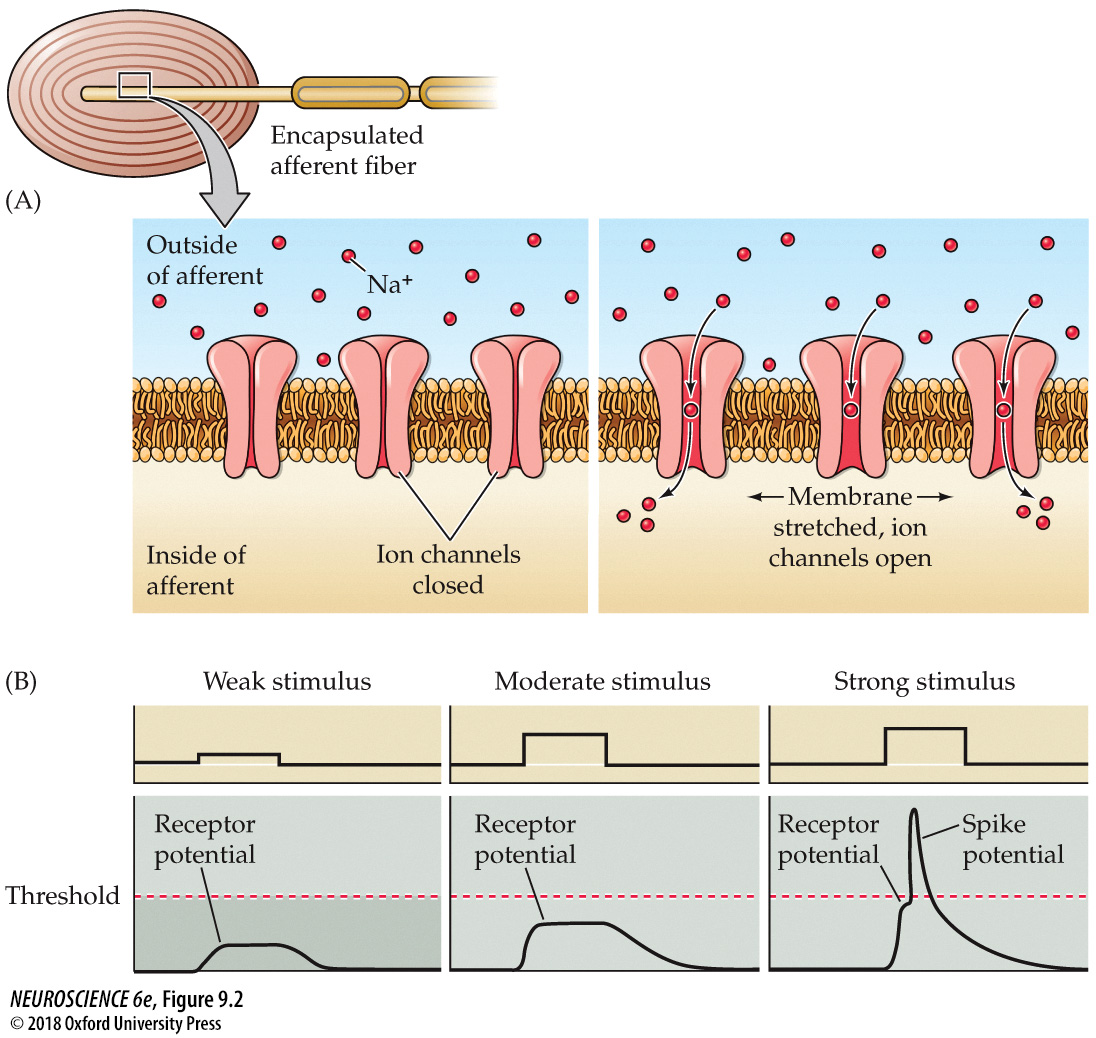 Encapsulated
afferent fiber
(A)
Outside
of afferent
Na⁺
Inside of
afferent
Ion channels
closed
Membrane
stretched, ion
channels open
(B)
Weak stimulus
Moderate stimulus
Strong stimulus
Receptor
potential
Receptor
potential
Receptor
potential
Spike
potential
Threshold
NEUROSCIENCE 6e, Figure 9.2
© 2018 Oxford University Press